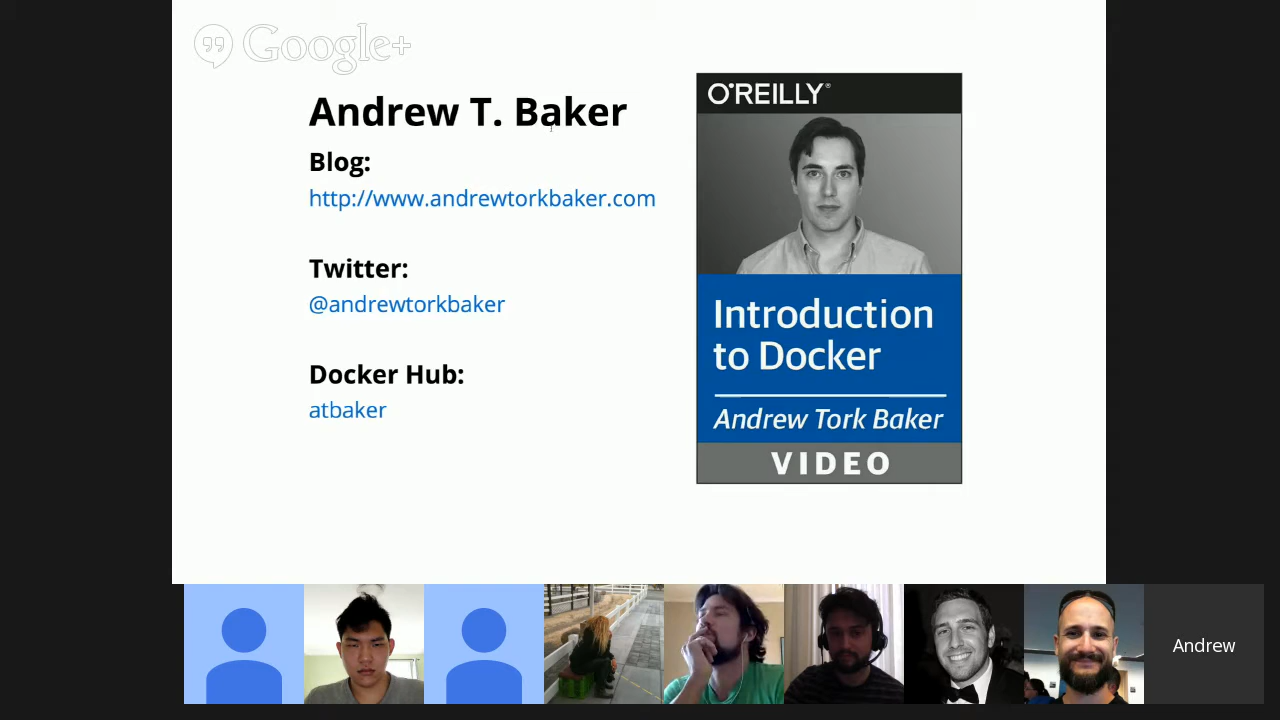 Google+
Andrew T. Baker
Blog:
http://www.andrewtorkbaker.com
Twitter:
@andrewtorkbaker
Docker Hub:
atbaker
O'REILLY®
Introduction
to Docker
Andrew Tork Baker
VIDEO
Andrew